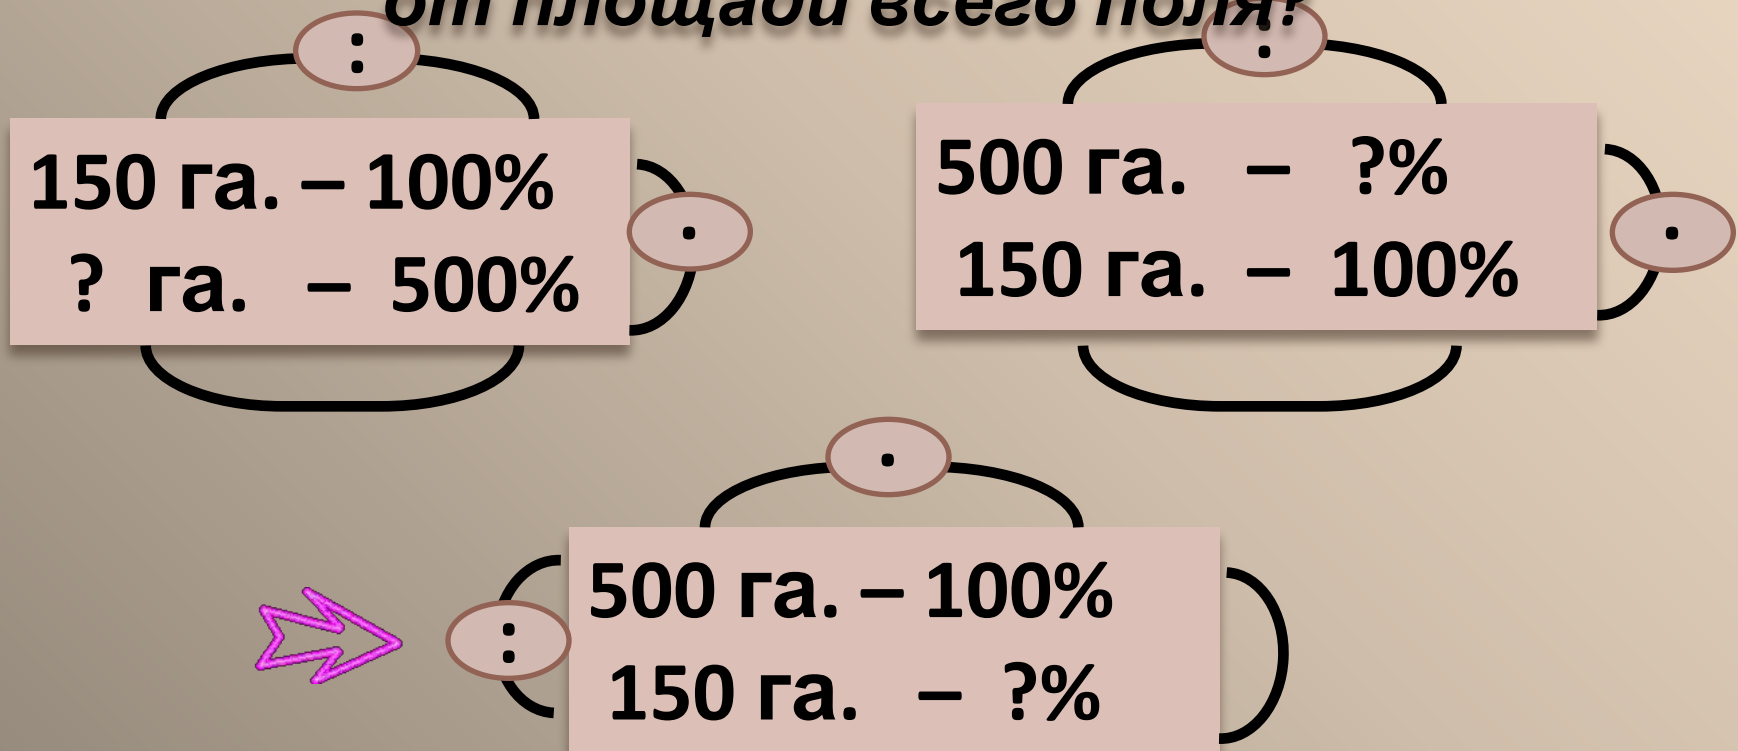 от площади всего поля?
:
:
150 га. – 100%
? га. – 500%
.
500 га. – ?%
150 га. – 100%
.
.
:
500 га. – 100%
150 га. – ?%